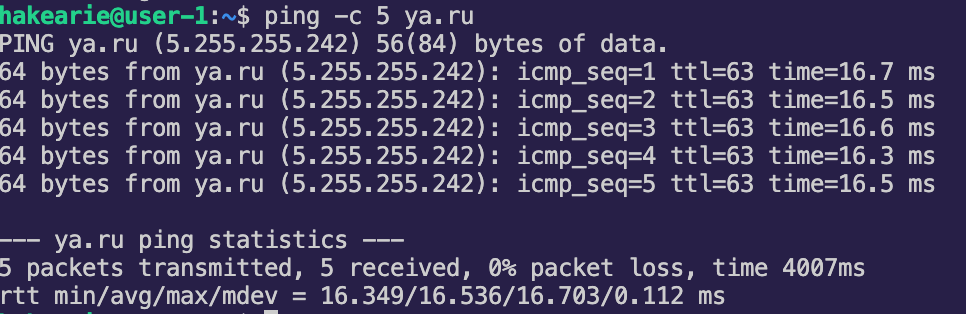 hakearie@user-1:~$ ping -c 5 ya.ru
PING ya.ru (5.255.255.242) 56(84) bytes of data.
64 bytes from ya.ru (5.255.255.242): icmp_seq=1 ttl=63 time=16.7 ms
64 bytes from ya.ru (5.255.255.242): icmp_seq=2 ttl=63 time=16.5 ms
64 bytes from ya.ru (5.255.255.242): icmp_seq=3 ttl=63 time=16.6 ms
64 bytes from ya.ru (5.255.255.242): icmp_seq=4 ttl=63 time=16.3 ms
64 bytes from ya.ru (5.255.255.242): icmp_seq=5 ttl=63 time=16.5 ms
--- ya.ru ping statistics ---
5 packets transmitted, 5 received, 0% packet loss, time 4007ms
rtt min/avg/max/mdev = 16.349/16.536/16.703/0.112 ms